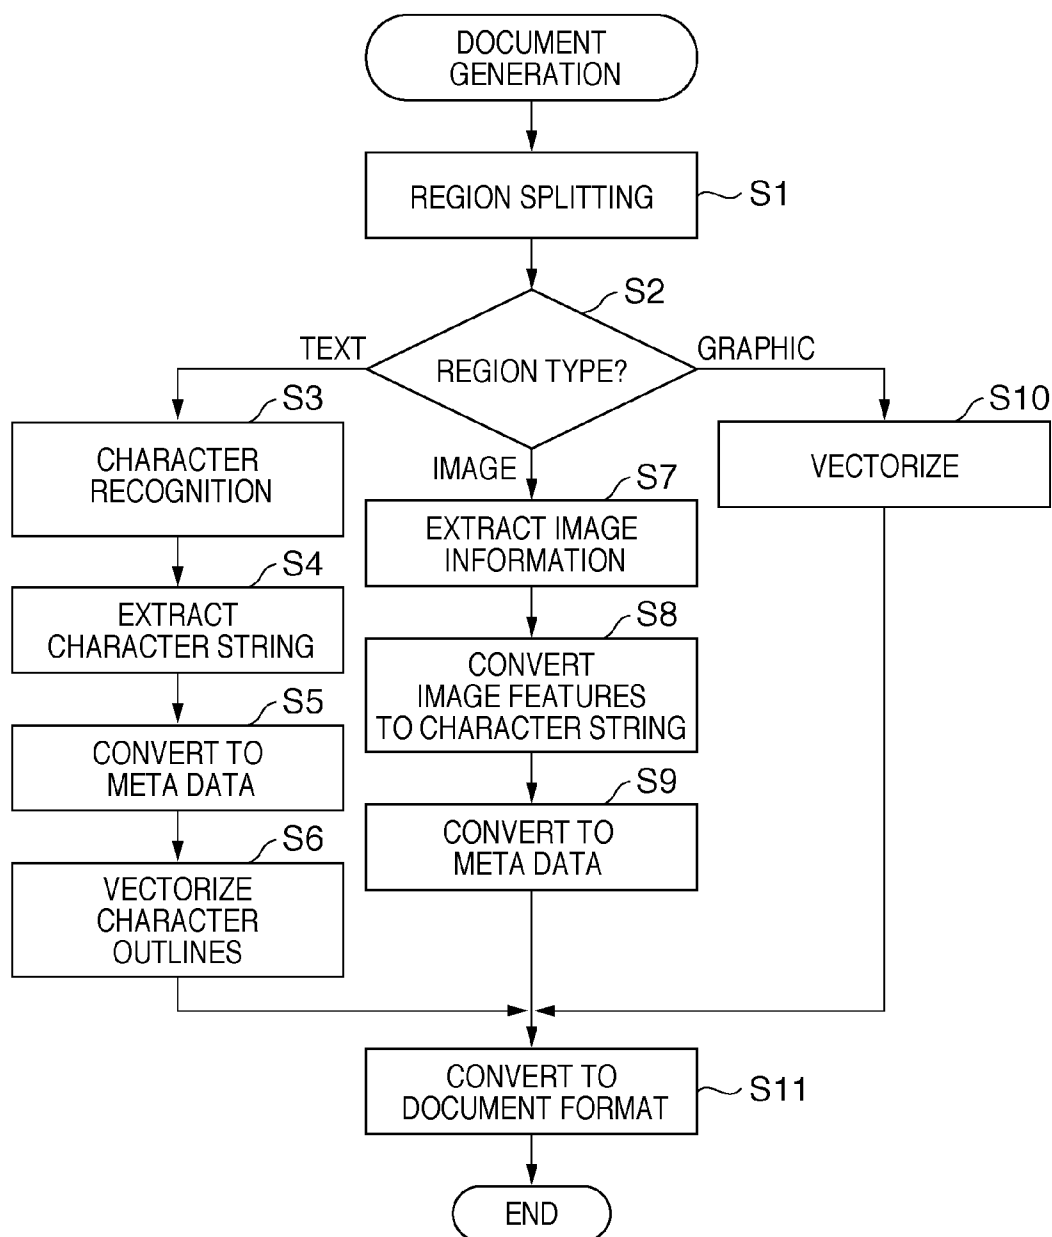 DOCUMENT
GENERATION
REGION SPLITTING
S1
S2
REGION TYPE?
TEXT
GRAPHIC
IMAGE
S3
CHARACTER
RECOGNITION
S4
EXTRACT
CHARACTER STRING
S5
CONVERT TO
META DATA
S6
VECTORIZE
CHARACTER
OUTLINES
S7
EXTRACT IMAGE
INFORMATION
S8
CONVERT
IMAGE FEATURES
TO CHARACTER STRING
S9
CONVERT TO
META DATA
S10
VECTORIZE
CONVERT TO
DOCUMENT FORMAT
S11
END